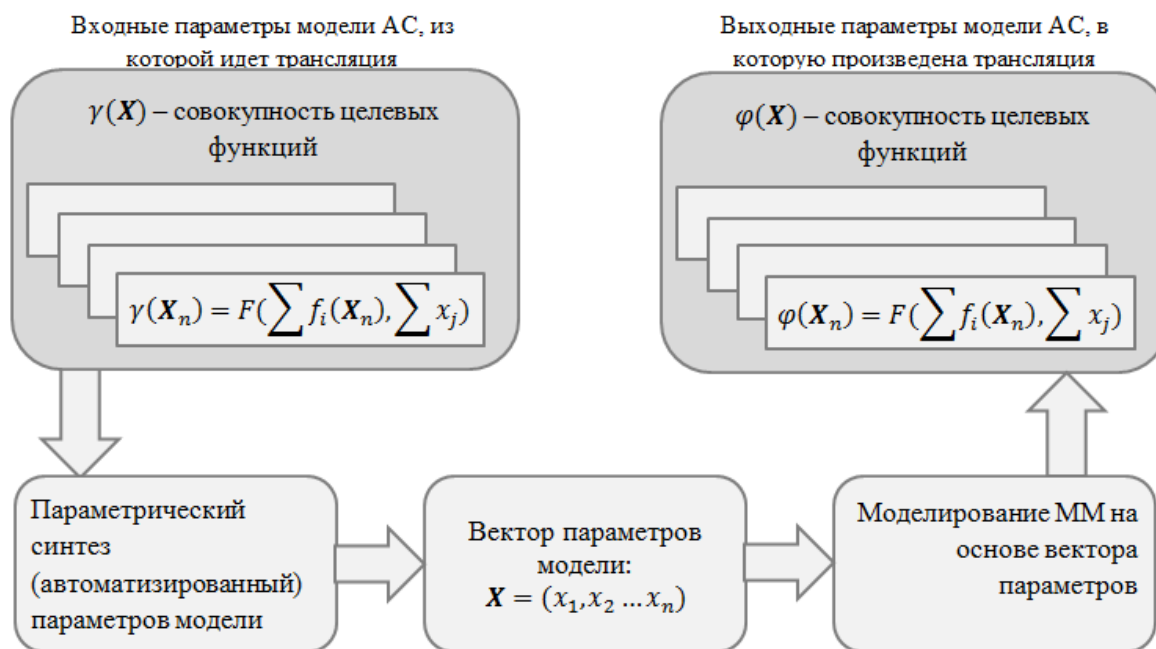 Входные параметры модели АС, из
которой идет трансляция
γ(X) – совокупность целевых
функций
γ(Xₙ) = F(∑ fᵢ(Xₙ), ∑ xⱼ)
Выходные параметры модели АС, в
которую произведена трансляция
φ(X) – совокупность целевых
функций
φ(Xₙ) = F(∑ fᵢ(Xₙ), ∑ xⱼ)
Параметрический
синтез
(автоматизированный)
параметров модели
Вектор параметров
модели:
X = (x₁, x₂ … xₙ)
Моделирование ММ на
основе вектора
параметров